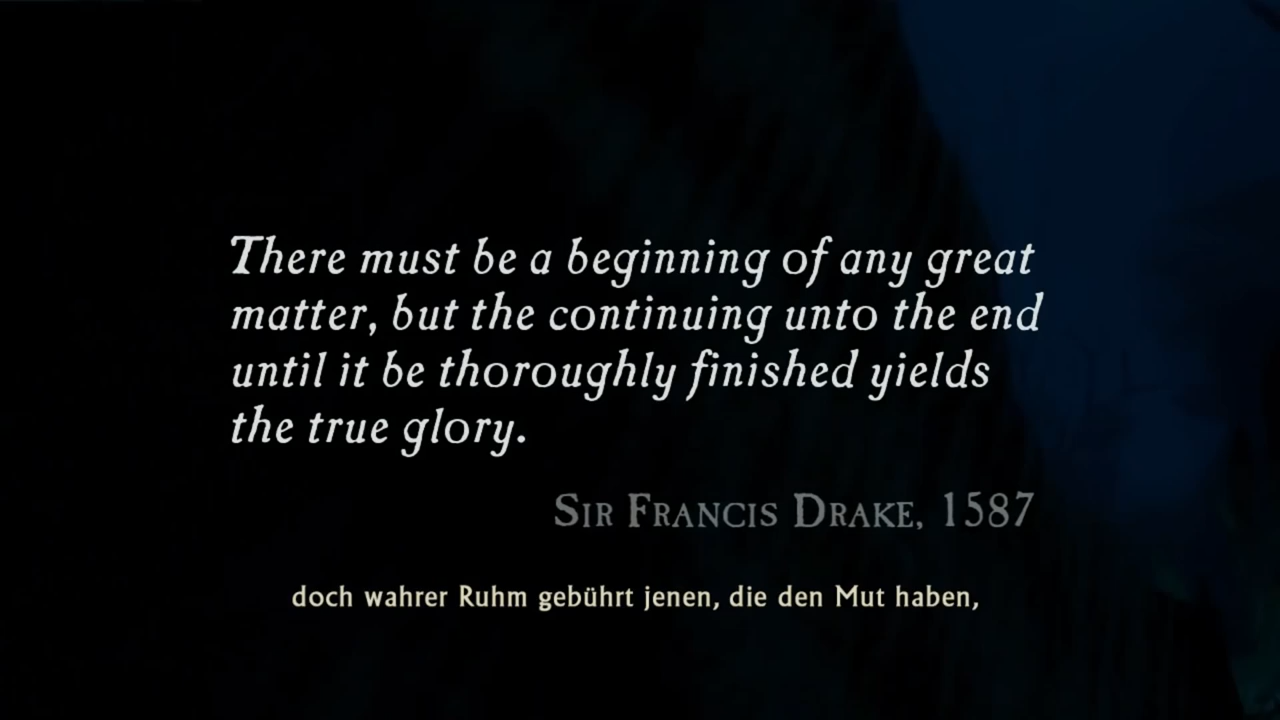 There must be a beginning of any great
matter, but the continuing unto the end
until it be thoroughly finished yields
the true glory.
Sir Francis Drake, 1587
doch wahrer Ruhm gebührt jenen, die den Mut haben,